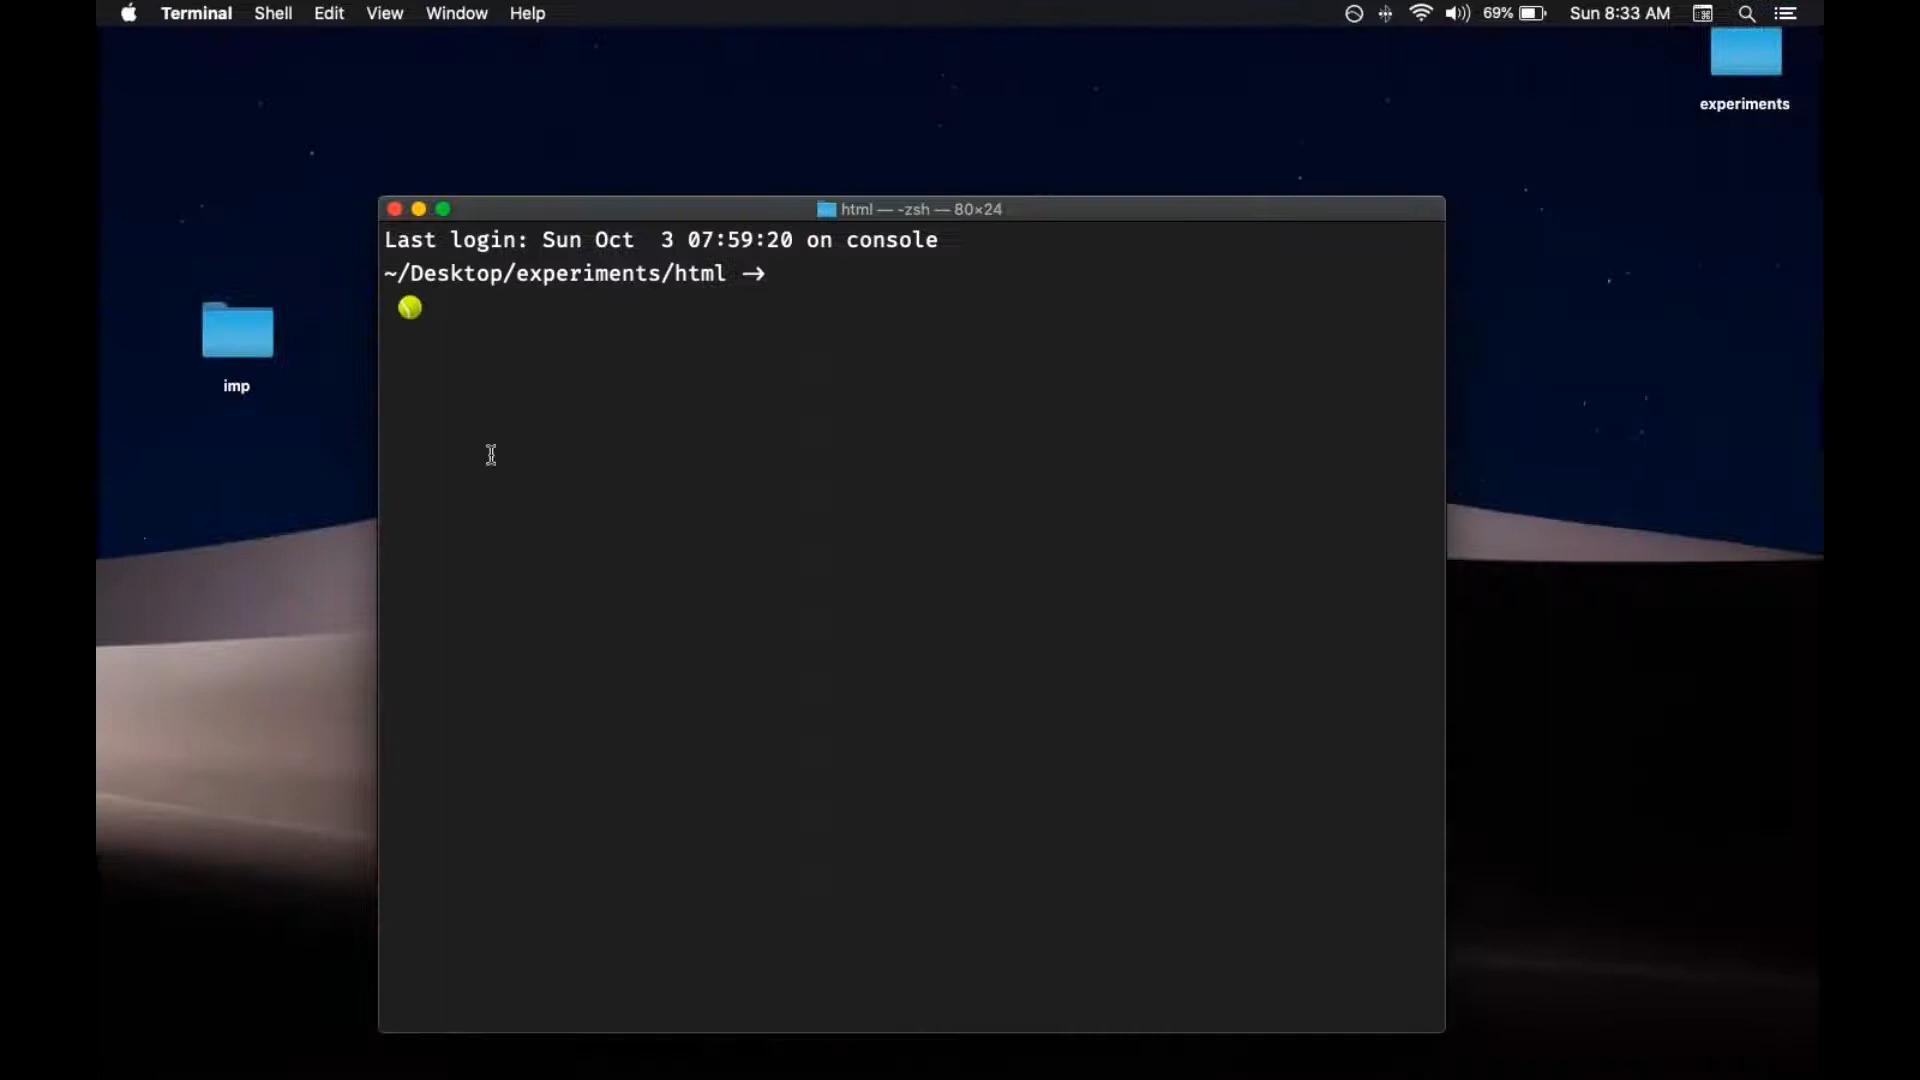 Terminal Shell Edit View Window Help 69% Sun 8:33 AM
experiments
html — -zsh — 80×24
Last login: Sun Oct  3 07:59:20 on console
~/Desktop/experiments/html →
imp